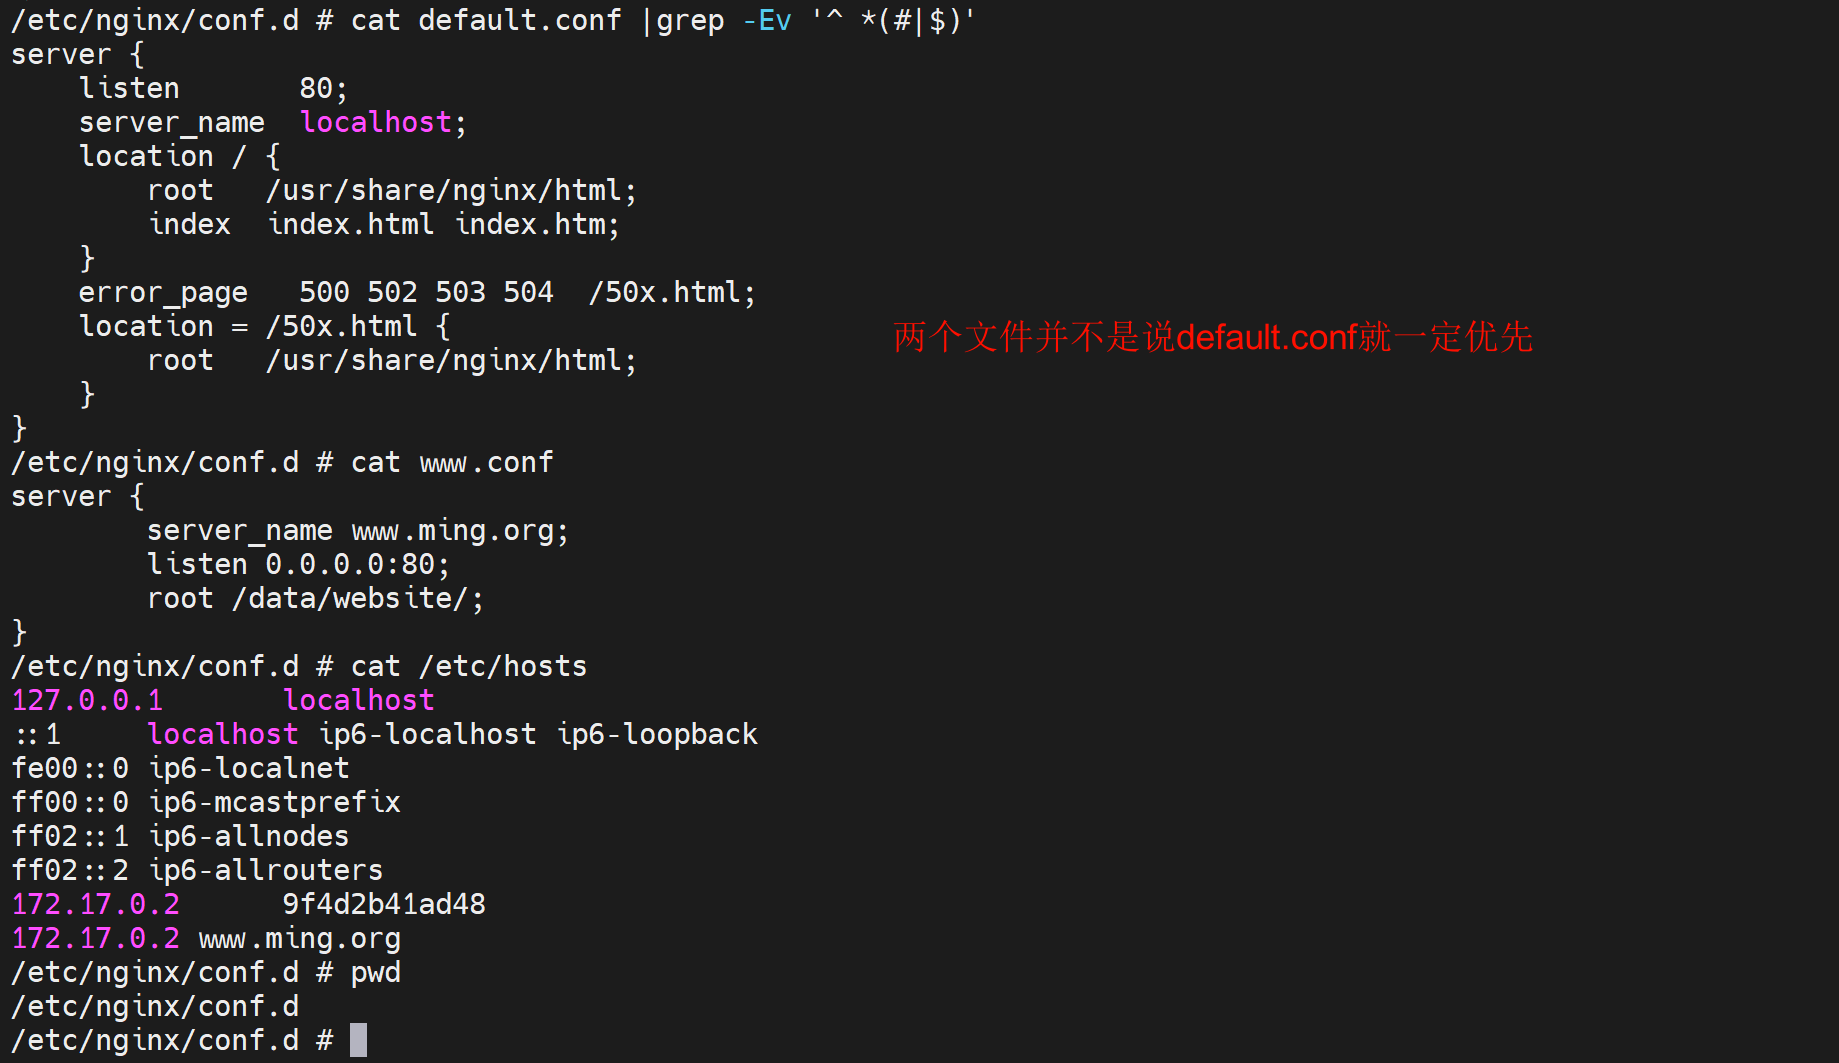 /etc/nginx/conf.d # cat default.conf |grep -Ev '^ *(#|$)'
server {
    listen       80;
    server_name  localhost;
    location / {
        root   /usr/share/nginx/html;
        index  index.html index.htm;
    }
    error_page   500 502 503 504  /50x.html;
    location = /50x.html {
两个文件并不是说default.conf就一定优先
        root   /usr/share/nginx/html;
    }
}
/etc/nginx/conf.d # cat www.conf
server {
        server_name www.ming.org;
        listen 0.0.0.0:80;
        root /data/website/;
}
/etc/nginx/conf.d # cat /etc/hosts
127.0.0.1       localhost
::1     localhost ip6-localhost ip6-loopback
fe00::0 ip6-localnet
ff00::0 ip6-mcastprefix
ff02::1 ip6-allnodes
ff02::2 ip6-allrouters
172.17.0.2      9f4d2b41ad48
172.17.0.2 www.ming.org
/etc/nginx/conf.d # pwd
/etc/nginx/conf.d
/etc/nginx/conf.d #